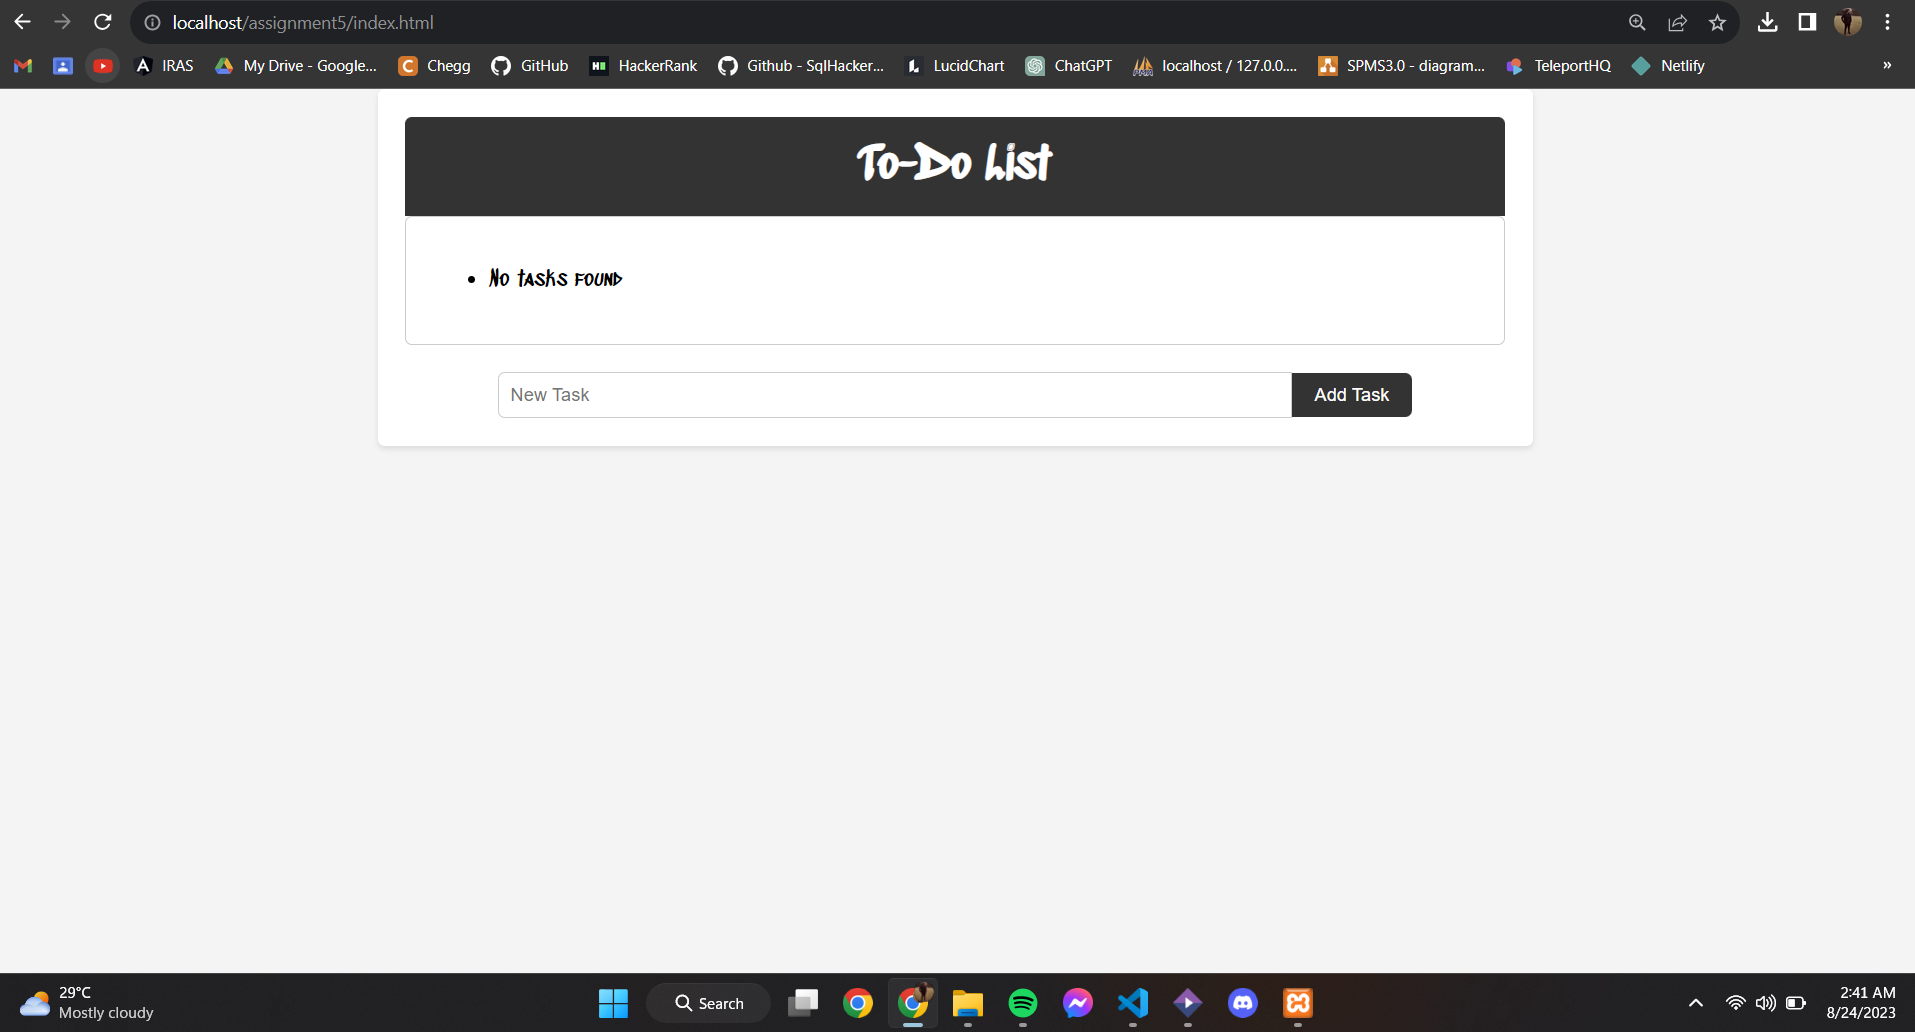 localhost/assignment5/index.html
IRAS My Drive - Google... Chegg GitHub HackerRank Github - SqlHacker... LucidChart ChatGPT localhost / 127.0.0.... SPMS3.0 - diagram... TeleportHQ Netlify »
To-Do List
• No tasks found
New Task Add Task
29°C
Mostly cloudy
Search
2:41 AM
8/24/2023